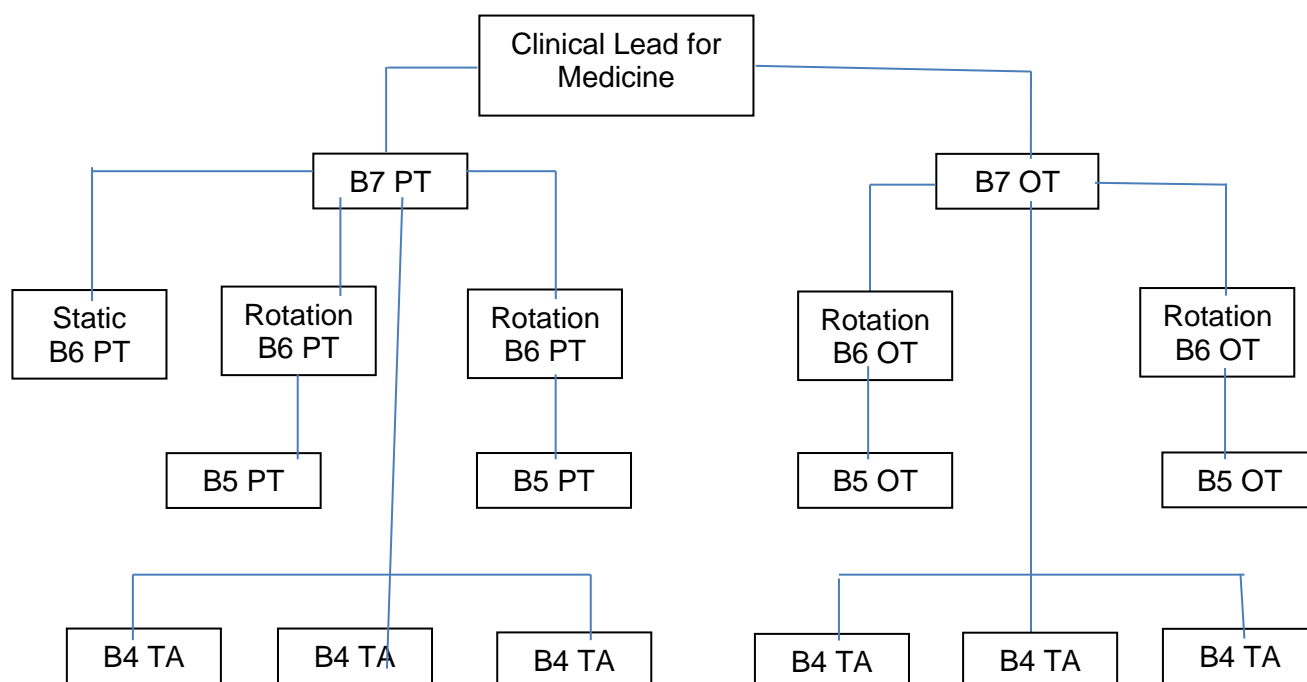 Clinical Lead for
Medicine
B7 PT
B7 OT
Static
B6 PT
Rotation
B6 PT
Rotation
B6 PT
Rotation
B6 OT
Rotation
B6 OT
B5 PT
B5 PT
B5 OT
B5 OT
B4 TA
B4 TA
B4 TA
B4 TA
B4 TA
B4 TA